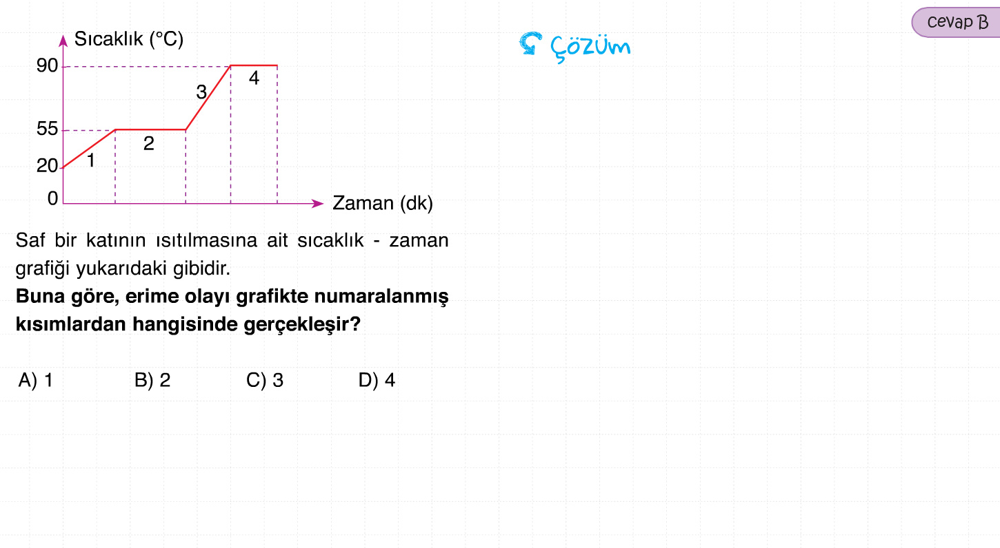 Cevap B
Sıcaklık (°C)
Çözüm
90
4
3
55
2
1
20
0
Zaman (dk)
Saf bir katının ısıtılmasına ait sıcaklık - zaman
grafiği yukarıdaki gibidir.
Buna göre, erime olayı grafikte numaralanmış
kısımlardan hangisinde gerçekleşir?
A) 1 B) 2 C) 3 D) 4